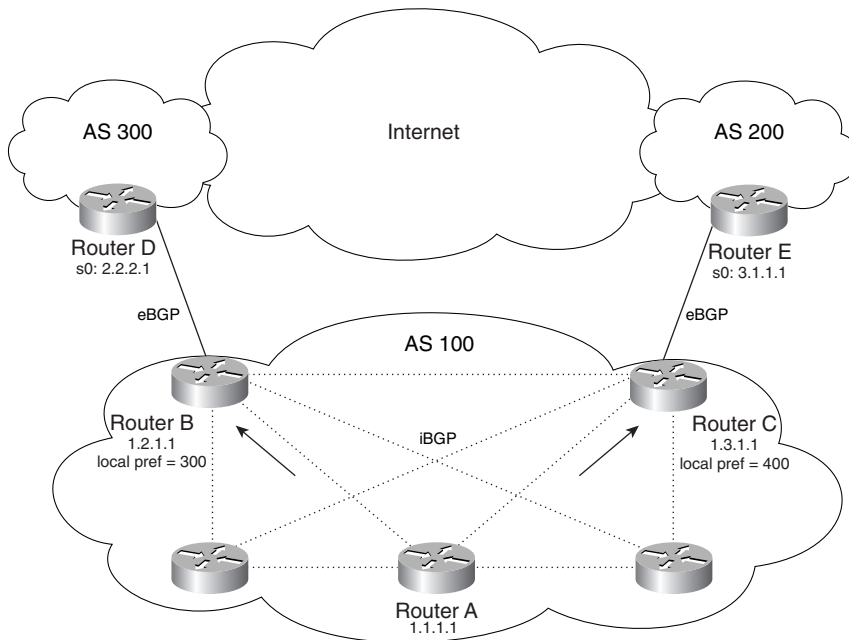 AS 300
Internet
AS 200
Router D
s0: 2.2.2.1
Router E
s0: 3.1.1.1
eBGP
eBGP
AS 100
Router B
1.2.1.1
local pref = 300
iBGP
Router C
1.3.1.1
local pref = 400
Router A
1.1.1.1